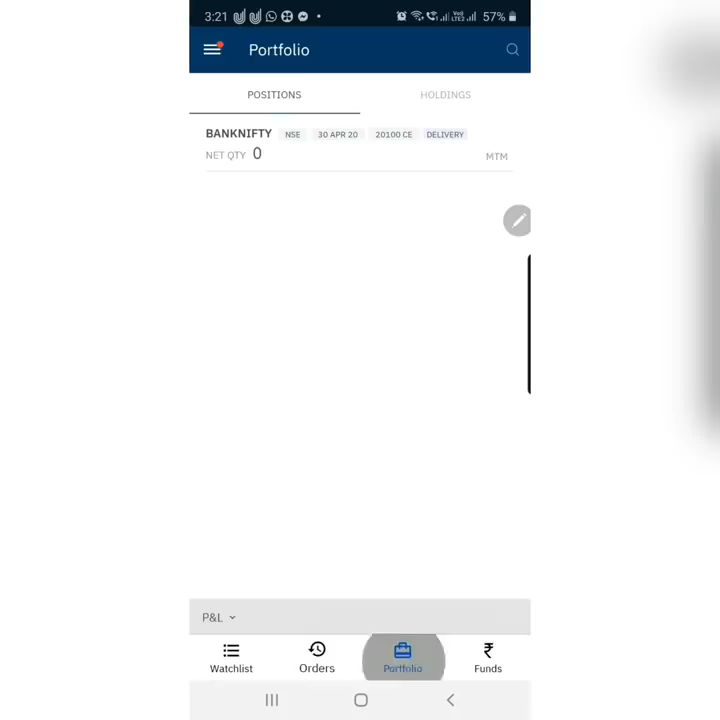 3:21 57%
Portfolio
POSITIONS HOLDINGS
BANKNIFTY NSE 30 APR 20 20100 CE DELIVERY
NET QTY 0 MTM
P&L
Watchlist Orders Portfolio Funds